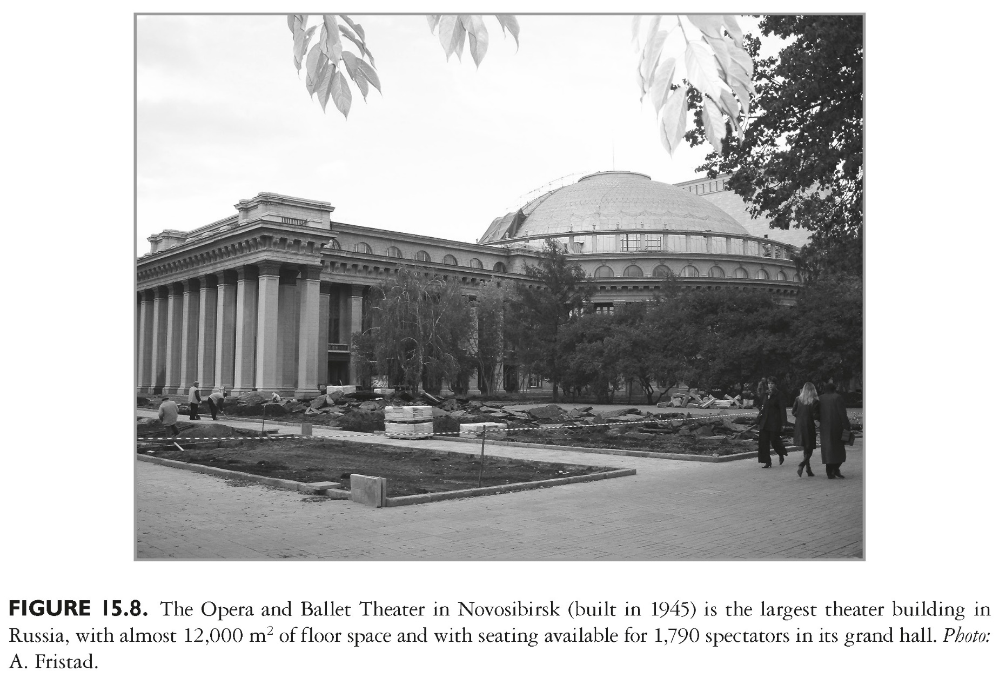 FIGURE 15.8. The Opera and Ballet Theater in Novosibirsk (built in 1945) is the largest theater building in
Russia, with almost 12,000 m² of floor space and with seating available for 1,790 spectators in its grand hall. Photo:
A. Fristad.